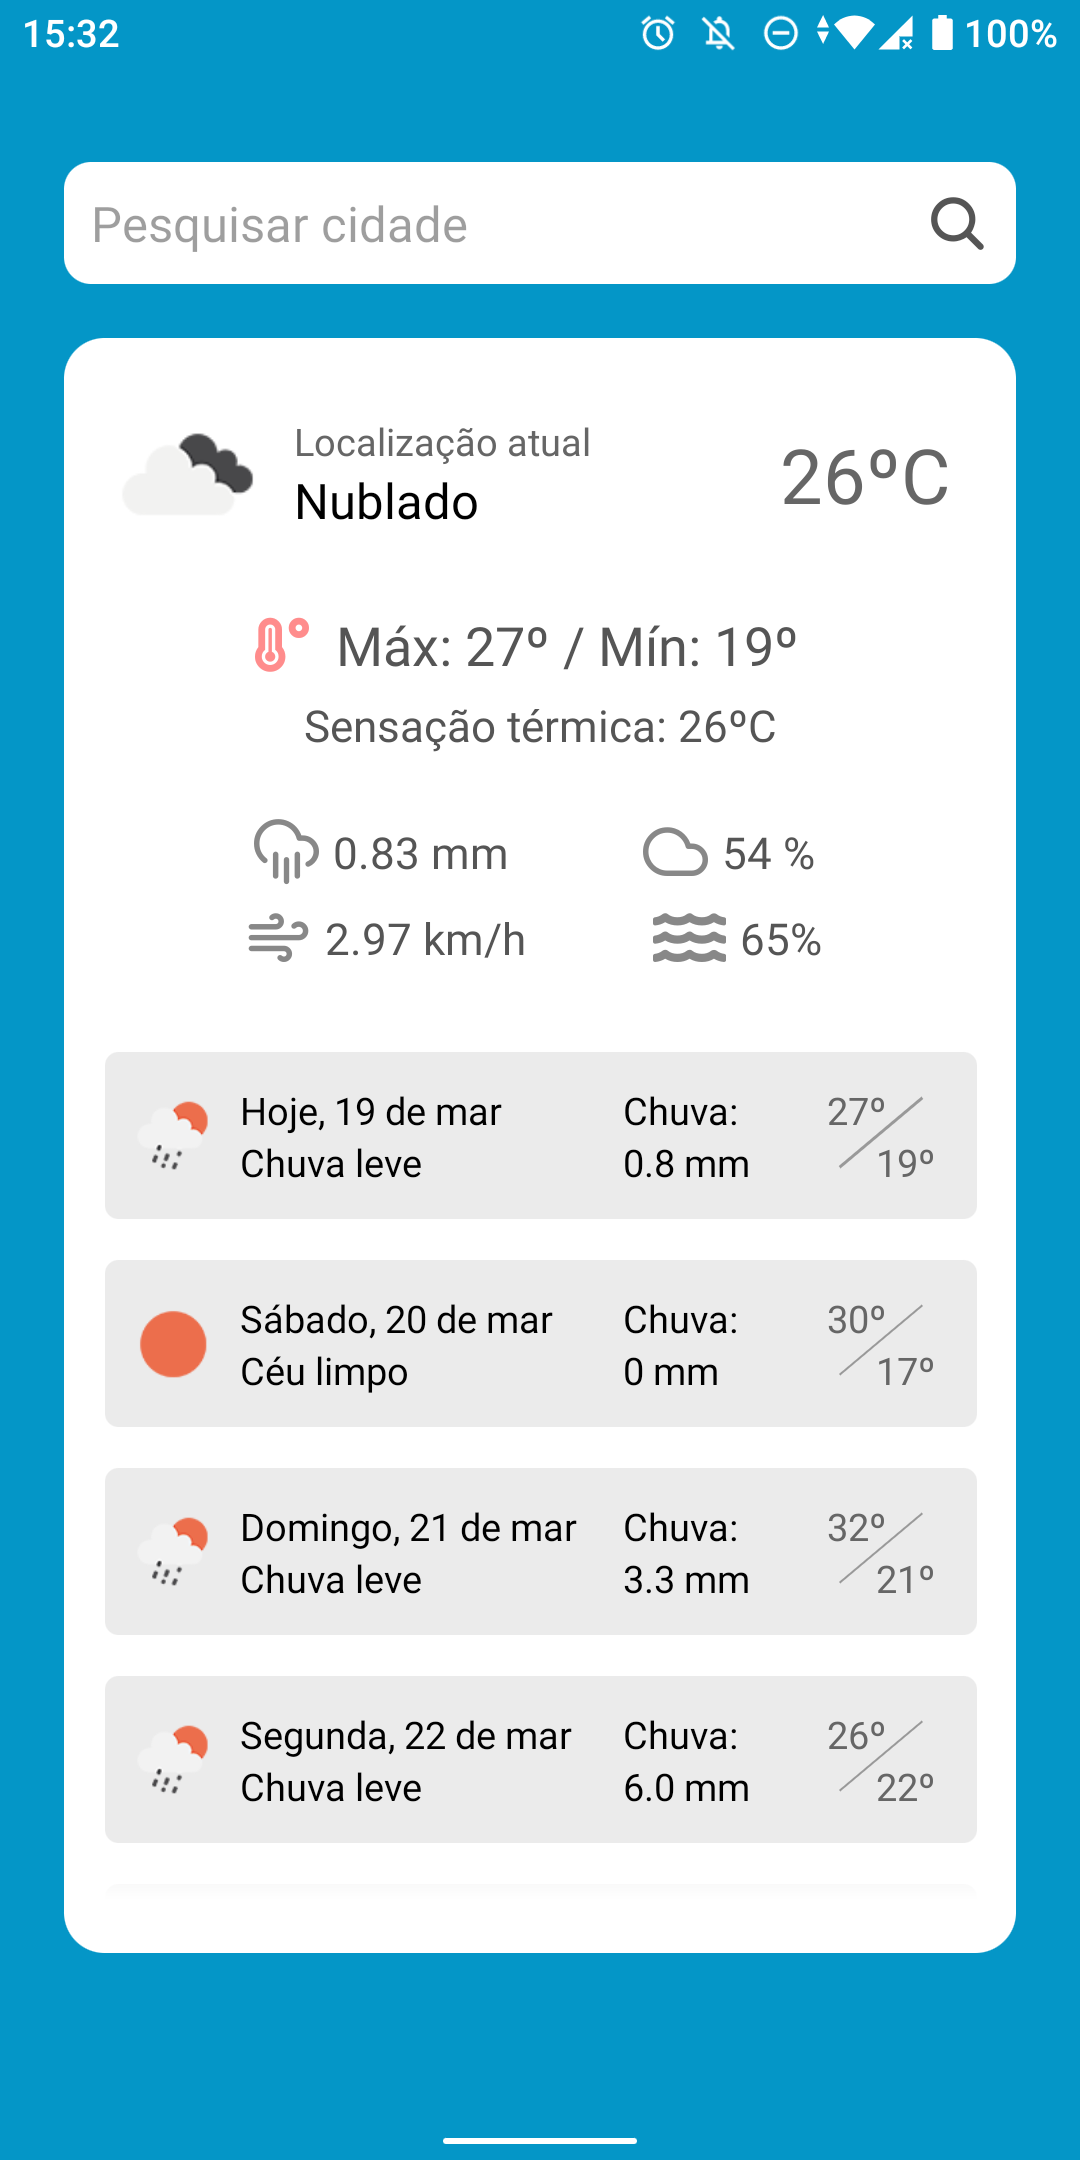 15:32 100%
Pesquisar cidade
Localização atual
Nublado
26ºC
Máx: 27º / Mín: 19º
Sensação térmica: 26ºC
0.83 mm
54 %
2.97 km/h
65%
Hoje, 19 de mar
Chuva leve
Chuva:
0.8 mm
27º
19º
Sábado, 20 de mar
Céu limpo
Chuva:
0 mm
30º
17º
Domingo, 21 de mar
Chuva leve
Chuva:
3.3 mm
32º
21º
Segunda, 22 de mar
Chuva leve
Chuva:
6.0 mm
26º
22º